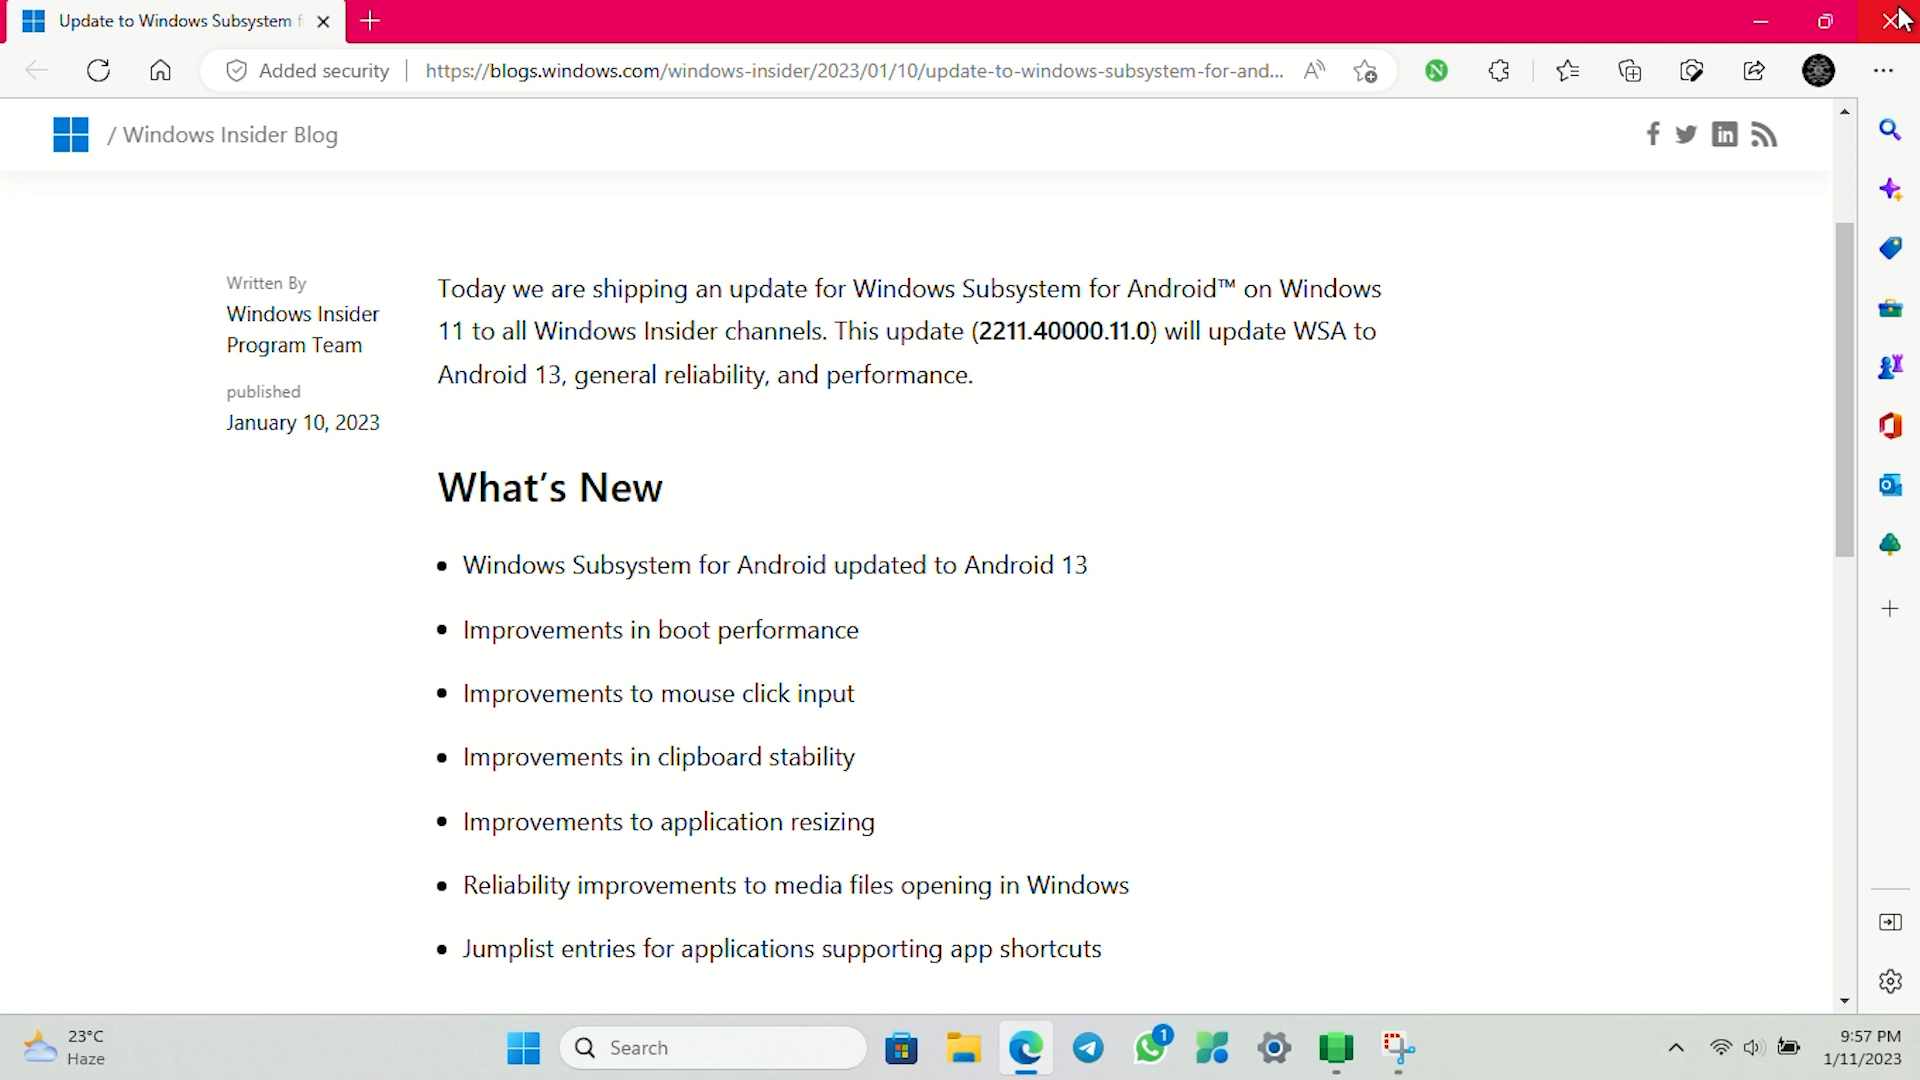 Update to Windows Subsystem f
Added security
https://blogs.windows.com/windows-insider/2023/01/10/update-to-windows-subsystem-for-and...
/ Windows Insider Blog
Written By
Windows Insider
Program Team
published
January 10, 2023
Today we are shipping an update for Windows Subsystem for Android™ on Windows
11 to all Windows Insider channels. This update (2211.40000.11.0) will update WSA to
Android 13, general reliability, and performance.
What's New
• Windows Subsystem for Android updated to Android 13
• Improvements in boot performance
• Improvements to mouse click input
• Improvements in clipboard stability
• Improvements to application resizing
• Reliability improvements to media files opening in Windows
• Jumplist entries for applications supporting app shortcuts
23°C
Haze
Search
1
9:57 PM
1/11/2023